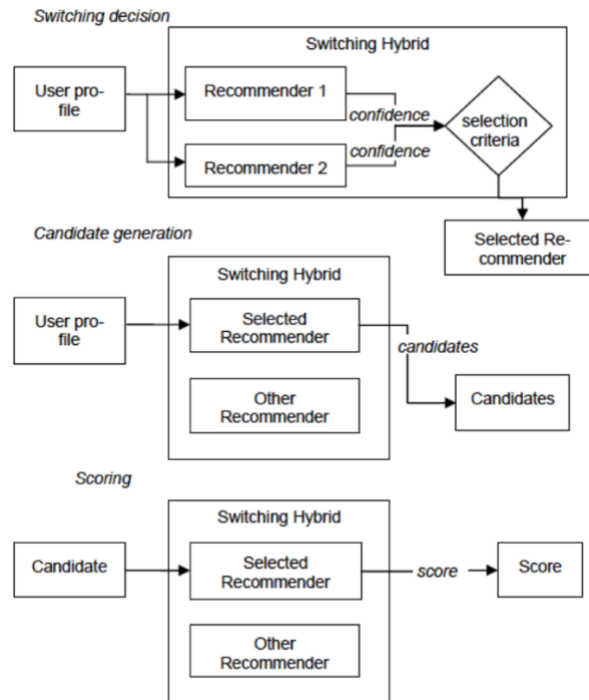 Switching decision
Switching Hybrid
User pro-
file
Recommender 1
confidence
confidence
Recommender 2
selection
criteria
Selected Re-
commender
Candidate generation
Switching Hybrid
User pro-
file
Selected
Recommender
candidates
Other
Recommender
Candidates
Scoring
Switching Hybrid
Candidate
Selected
Recommender
score
Score
Other
Recommender